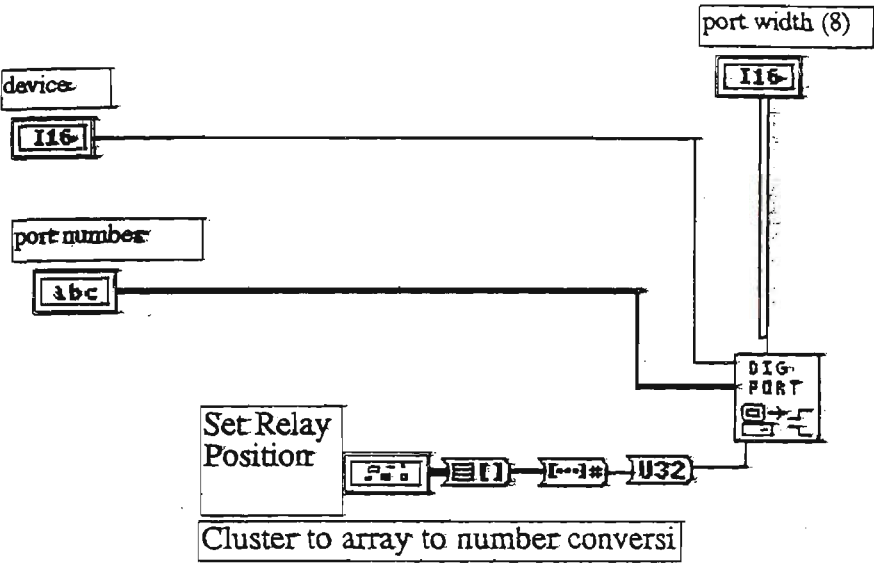 port width (8)
I16
device
I16
port number
abc
DIG
PORT
Set Relay
Position
[]
[...]#
U32
Cluster to array to number conversi